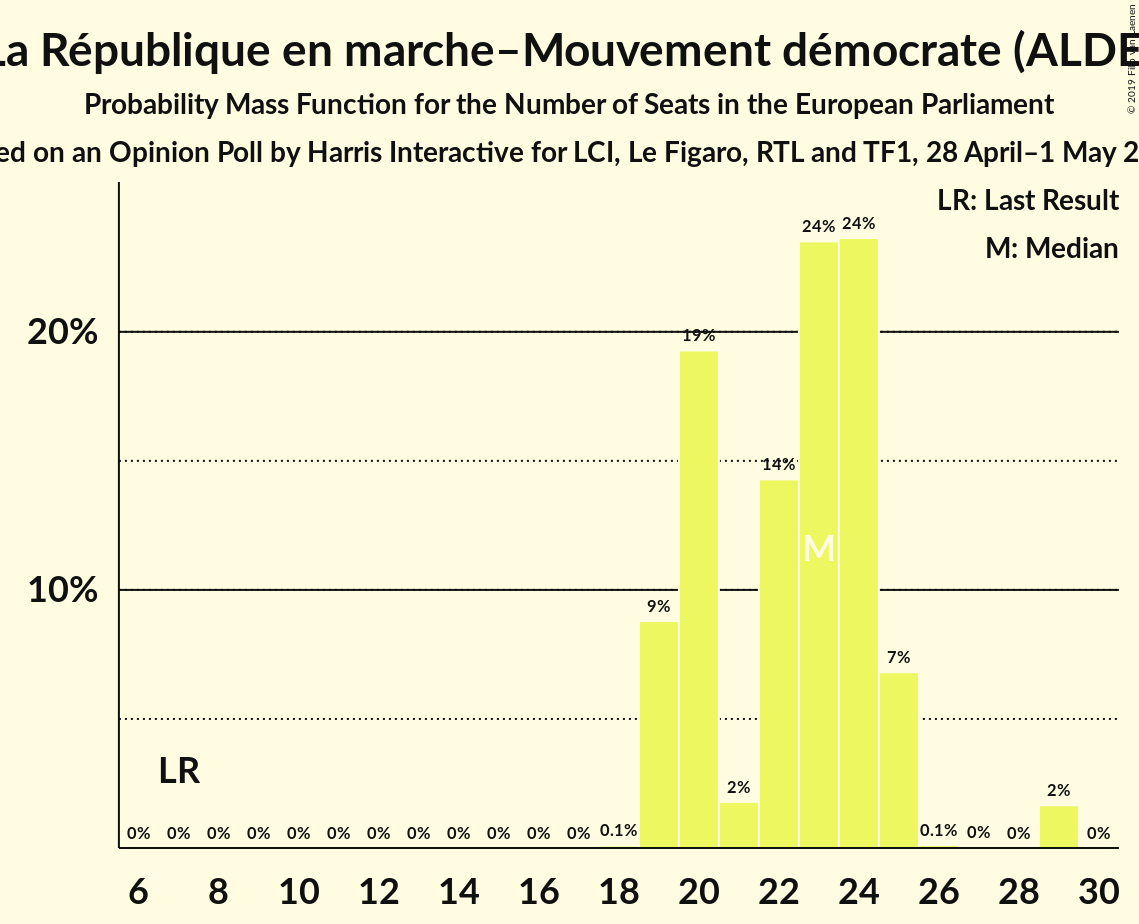 La République en marche–Mouvement démocrate (ALDE
Probability Mass Function for the Number of Seats in the European Parliament
ed on an Opinion Poll by Harris Interactive for LCI, Le Figaro, RTL and TF1, 28 April–1 May 2
© 2019 Filip van Laenen
LR: Last Result
M: Median
24% 24%
20%
19%
14%
M
10%
9%
7%
LR
2% 2%
0% 0% 0% 0% 0% 0% 0% 0% 0% 0% 0% 0% 0.1% 0.1% 0% 0% 0%
6 8 10 12 14 16 18 20 22 24 26 28 30